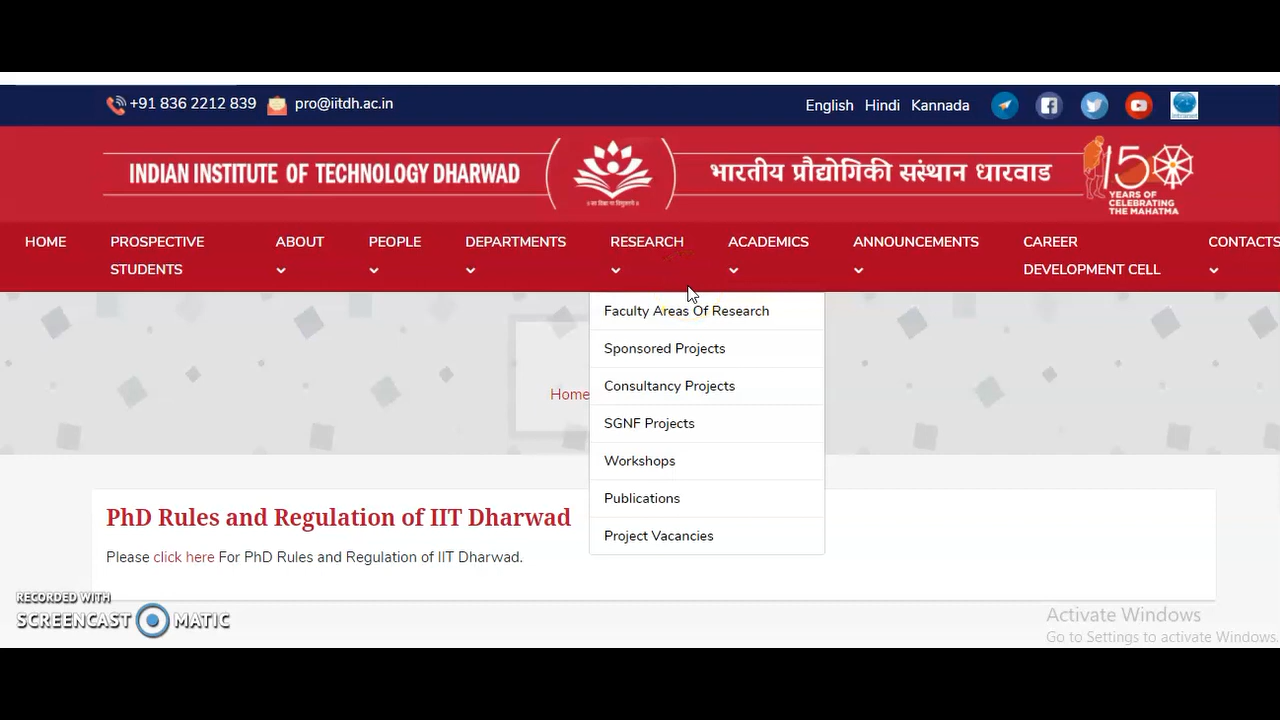 +91 836 2212 839 pro@iitdh.ac.in English Hindi Kannada
INDIAN INSTITUTE OF TECHNOLOGY DHARWAD
भारतीय प्रौद्योगिकी संस्थान धारवाड
150
YEARS OF
CELEBRATING
THE MAHATMA
HOME
PROSPECTIVE
STUDENTS
ABOUT
PEOPLE
DEPARTMENTS
RESEARCH
ACADEMICS
ANNOUNCEMENTS
CAREER
DEVELOPMENT CELL
CONTACTS
Faculty Areas Of Research
Sponsored Projects
Consultancy Projects
SGNF Projects
Workshops
Publications
Project Vacancies
Home
PhD Rules and Regulation of IIT Dharwad
Please click here For PhD Rules and Regulation of IIT Dharwad.
RECORDED WITH
SCREENCAST MATIC
Activate Windows
Go to Settings to activate Windows.